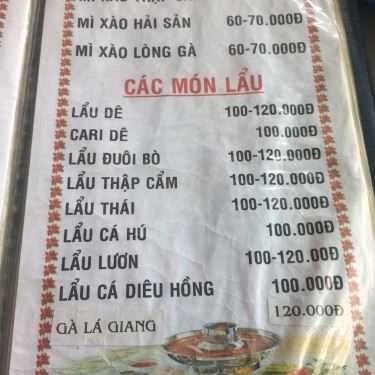 MÌ XÀO HẢI SẢN 60-70.000Đ
MÌ XÀO LÒNG GÀ 60-70.000Đ
CÁC MÓN LẨU
LẨU DÊ 100-120.000Đ
CARI DÊ 100.000Đ
LẨU ĐUÔI BÒ 100-120.000Đ
LẨU THẬP CẨM 100-120.000Đ
LẨU THÁI 100-120.000Đ
LẨU CÁ HÚ 100.000Đ
LẨU LƯƠN 100-120.00Đ
LẨU CÁ DIÊU HỒNG 100.000Đ
GÀ LÁ GIANG 120.000Đ